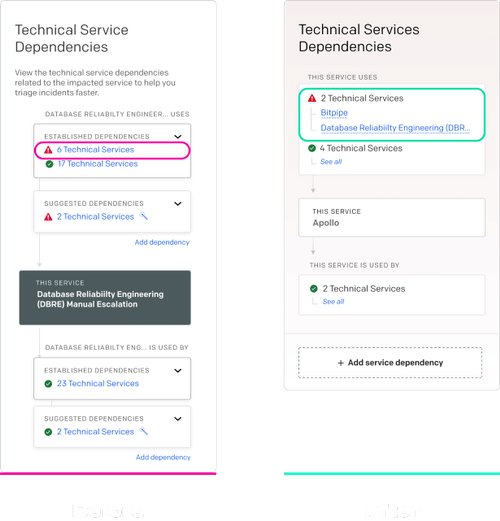 Technical Service
Dependencies
View the technical service dependencies
related to the impacted service to help you
triage incidents faster.
DATABASE RELIABILTY ENGINEER... USES
ESTABLISHED DEPENDENCIES
6 Technical Services
17 Technical Services
SUGGESTED DEPENDENCIES
2 Technical Services
Add dependency
THIS SERVICE
Database Reliabilty Engineering
(DBRE) Manual Escalation
DATABASE RELIABILTY ENG... IS USED BY
ESTABLISHED DEPENDENCIES
23 Technical Services
SUGGESTED DEPENDENCIES
2 Technical Services
Add dependency
Technical Services
Dependencies
THIS SERVICE USES
2 Technical Services
Bitpipe
Database Reliabilty Engineering (DBR...
4 Technical Services
See all
THIS SERVICE
Apollo
THIS SERVICE IS USED BY
2 Technical Services
See all
+ Add service dependency